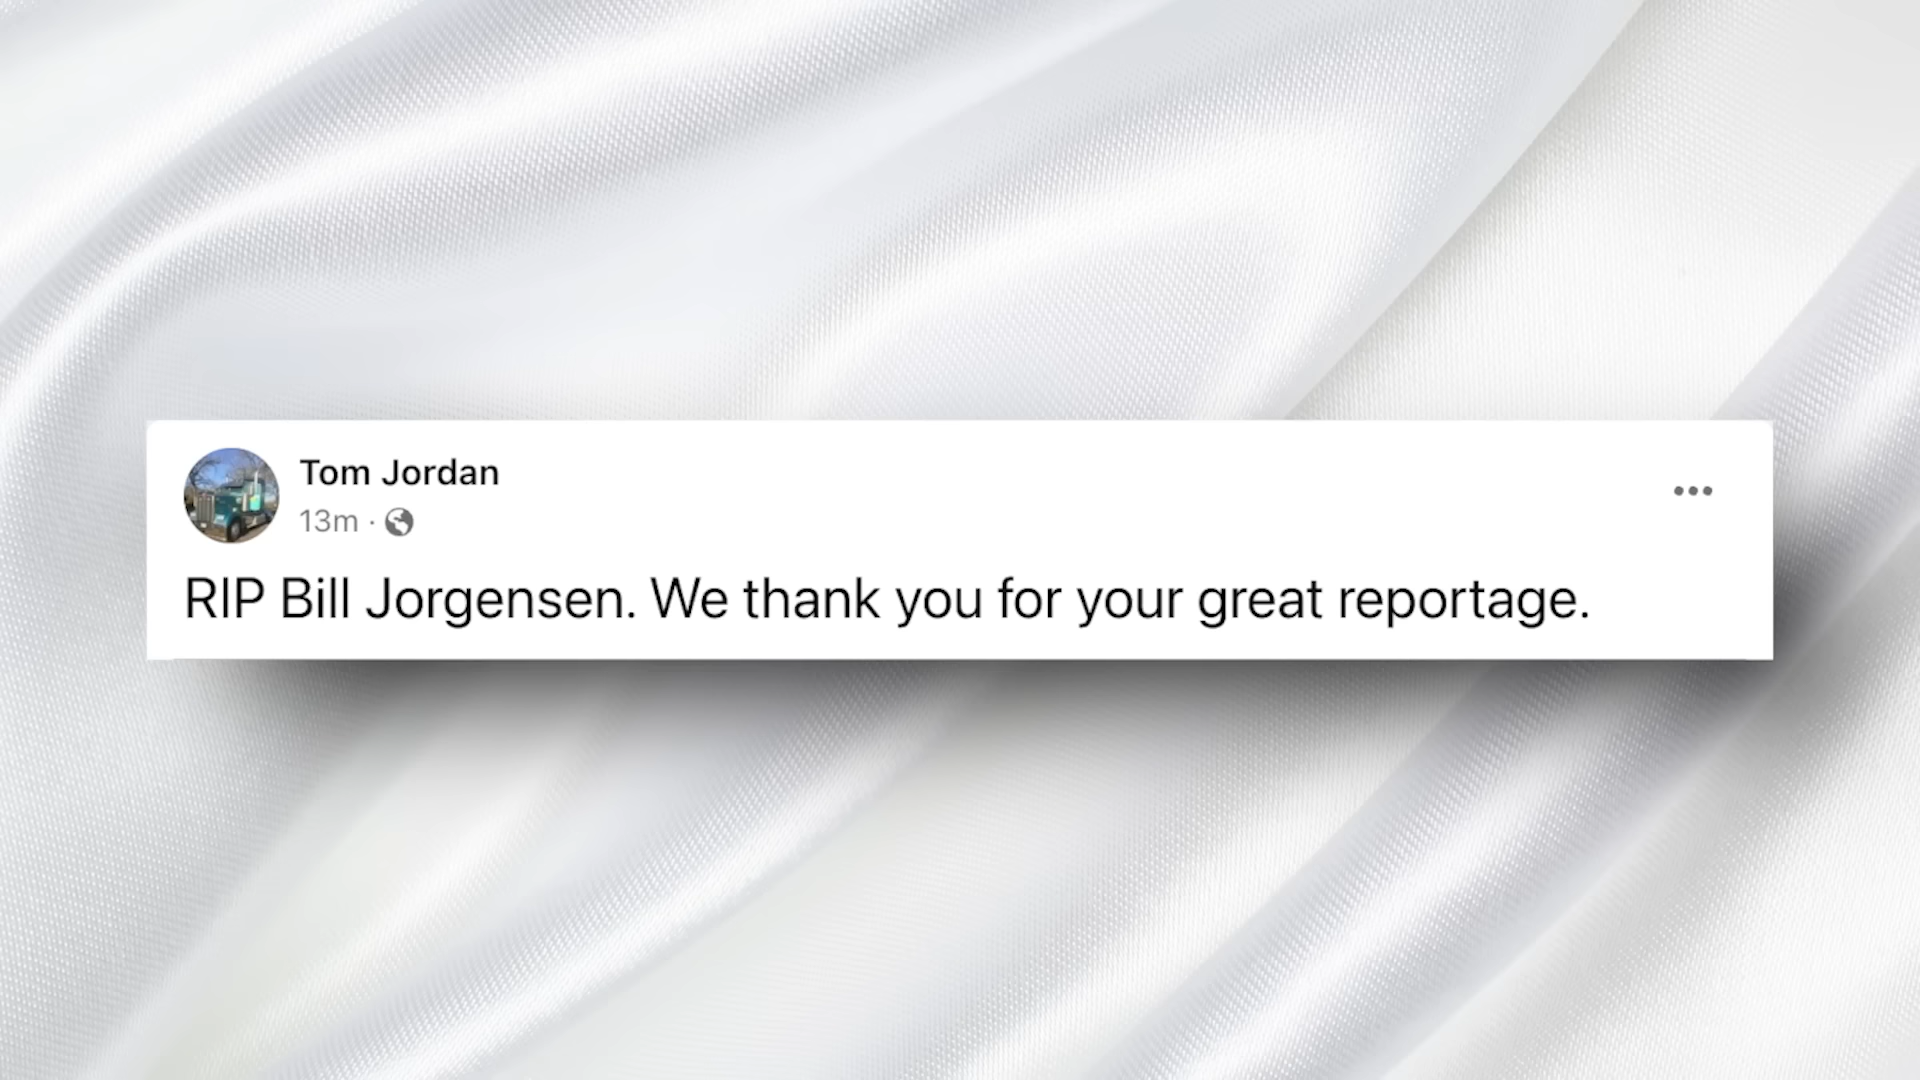 Tom Jordan
13m ·
RIP Bill Jorgensen. We thank you for your great reportage.